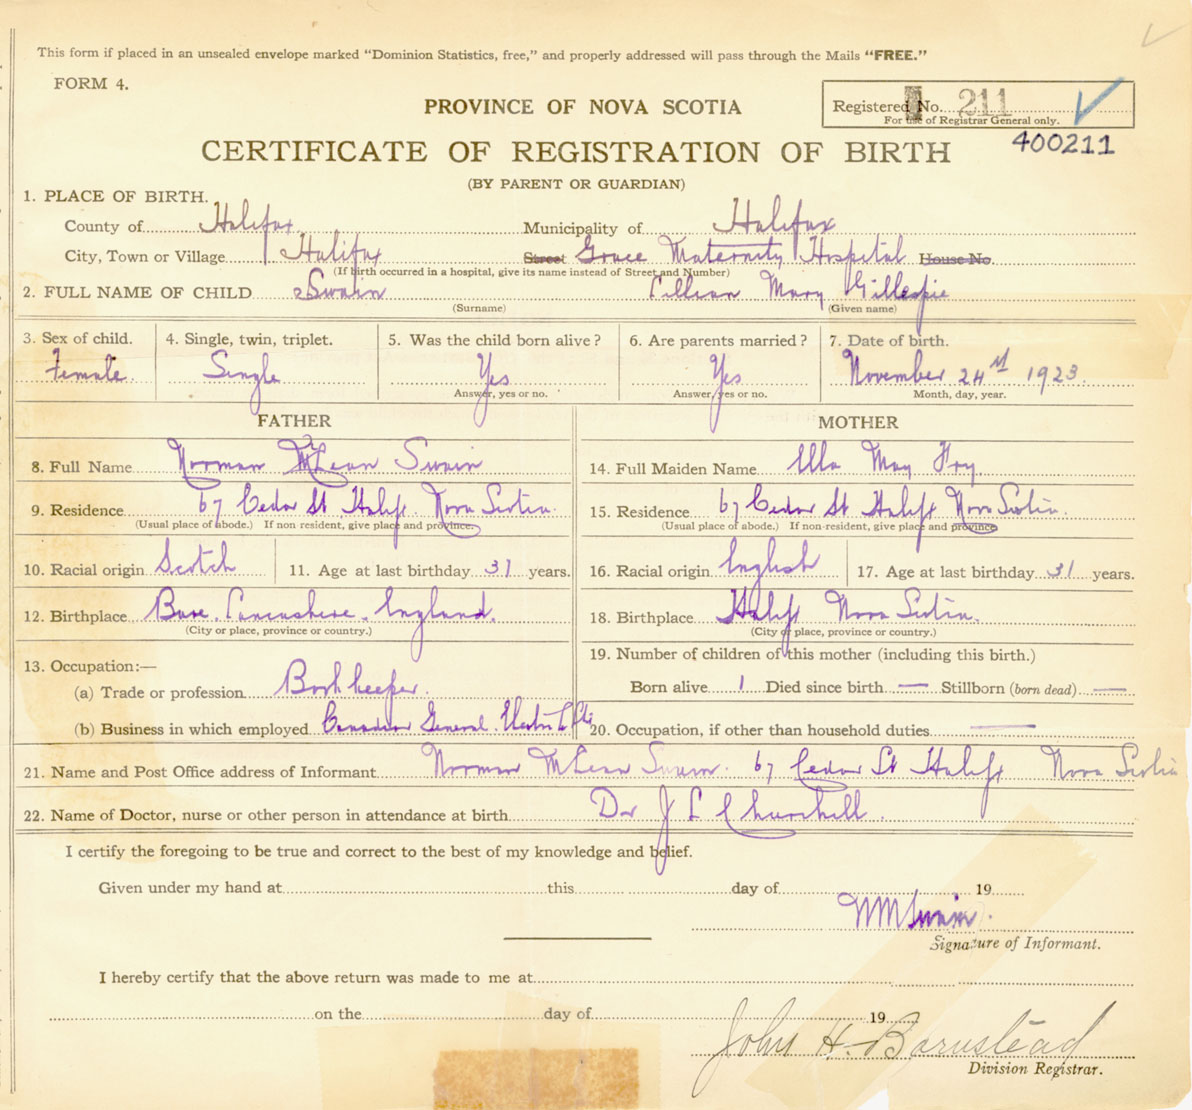 This form if placed in an unsealed envelope marked "Dominion Statistics, free," and properly addressed will pass through the Mails "FREE."
FORM 4.
PROVINCE OF NOVA SCOTIA
Registered No. 211
For use of Registrar General only.
400211
CERTIFICATE OF REGISTRATION OF BIRTH
(BY PARENT OR GUARDIAN)
1. PLACE OF BIRTH.
County of Halifax Municipality of Halifax
City, Town or Village Halifax Street Grace Maternity Hospital House No.
(If birth occurred in a hospital, give its name instead of Street and Number)
2. FULL NAME OF CHILD Swain Lillian Mary Gillespie
(Surname) (Given name)
3. Sex of child. 4. Single, twin, triplet. 5. Was the child born alive? 6. Are parents married? 7. Date of birth.
Female. Single Yes Yes November 24th 1923.
Answer, yes or no. Answer, yes or no. Month, day, year.
FATHER MOTHER
8. Full Name Norman McLean Swain 14. Full Maiden Name Ella May Fry.
9. Residence 67 Cedar St Halifx Nova Scotia 15. Residence 67 Cedar St Halifx Nova Scotia.
(Usual place of abode.) If non resident, give place and province. (Usual place of abode.) If non-resident, give place and province
10. Racial origin Scotch 11. Age at last birthday 31 years. 16. Racial origin English 17. Age at last birthday 31 years.
12. Birthplace Lancashire. England. 18. Birthplace Halifx Nova Scotia.
(City or place, province or country.) (City or place, province or country.)
13. Occupation:— 19. Number of children of this mother (including this birth.)
(a) Trade or profession Bookkeeper. Born alive 1 Died since birth — Stillborn (born dead) —
(b) Business in which employed Canadian General Electric 20. Occupation, if other than household duties —
21. Name and Post Office address of Informant Norman McLean Swain. 67 Cedar St Halifx Nova Scotia
22. Name of Doctor, nurse or other person in attendance at birth Dr J L Churchill.
I certify the foregoing to be true and correct to the best of my knowledge and belief.
Given under my hand at this day of 19
NMSwain.
Signature of Informant.
I hereby certify that the above return was made to me at
on the day of 19
John H. Barnstead
Division Registrar.